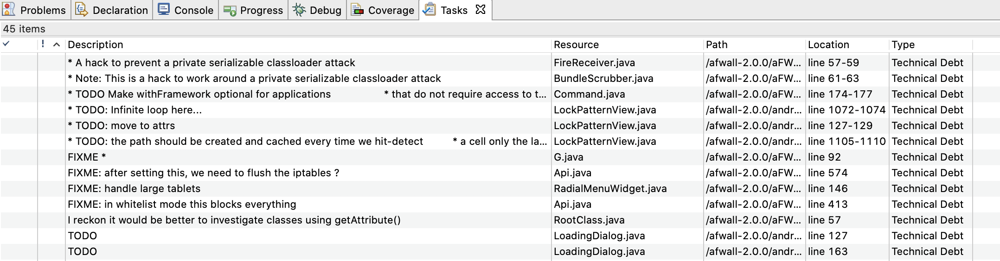 Problems Declaration Console Progress Debug Coverage Tasks
45 items
! Description Resource Path Location Type
* A hack to prevent a private serializable classloader attack FireReceiver.java /afwall-2.0.0/aFW... line 57-59 Technical Debt
* Note: This is a hack to work around a private serializable classloader attack BundleScrubber.java /afwall-2.0.0/aFW... line 61-63 Technical Debt
* TODO Make withFramework optional for applications * that do not require access to t... Command.java /afwall-2.0.0/aFW... line 174-177 Technical Debt
* TODO: Infinite loop here... LockPatternView.java /afwall-2.0.0/andr... line 1072-1074 Technical Debt
* TODO: move to attrs LockPatternView.java /afwall-2.0.0/andr... line 127-129 Technical Debt
* TODO: the path should be created and cached every time we hit-detect * a cell only the la... LockPatternView.java /afwall-2.0.0/andr... line 1105-1110 Technical Debt
FIXME * G.java /afwall-2.0.0/aFW... line 92 Technical Debt
FIXME: after setting this, we need to flush the iptables ? Api.java /afwall-2.0.0/aFW... line 574 Technical Debt
FIXME: handle large tablets RadialMenuWidget.java /afwall-2.0.0/aFW... line 146 Technical Debt
FIXME: in whitelist mode this blocks everything Api.java /afwall-2.0.0/aFW... line 413 Technical Debt
I reckon it would be better to investigate classes using getAttribute() RootClass.java /afwall-2.0.0/aFW... line 57 Technical Debt
TODO LoadingDialog.java /afwall-2.0.0/andr... line 127 Technical Debt
TODO LoadingDialog.java /afwall-2.0.0/andr... line 163 Technical Debt